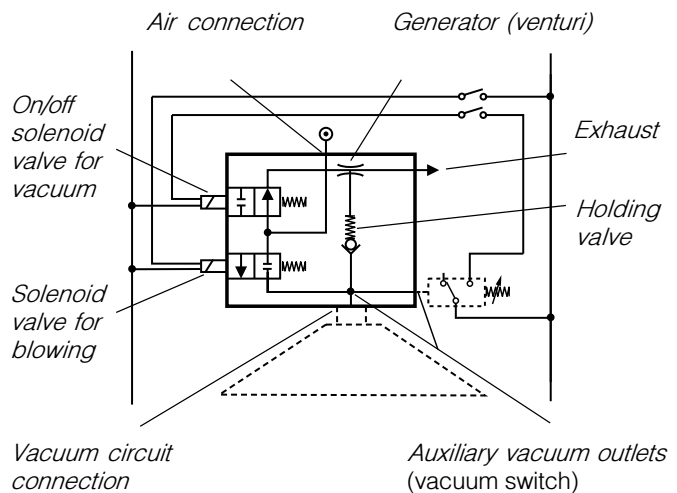 Air connection
Generator (venturi)
On/off
solenoid
valve for
vacuum
Exhaust
Holding
valve
Solenoid
valve for
blowing
Vacuum circuit
connection
Auxiliary vacuum outlets
(vacuum switch)